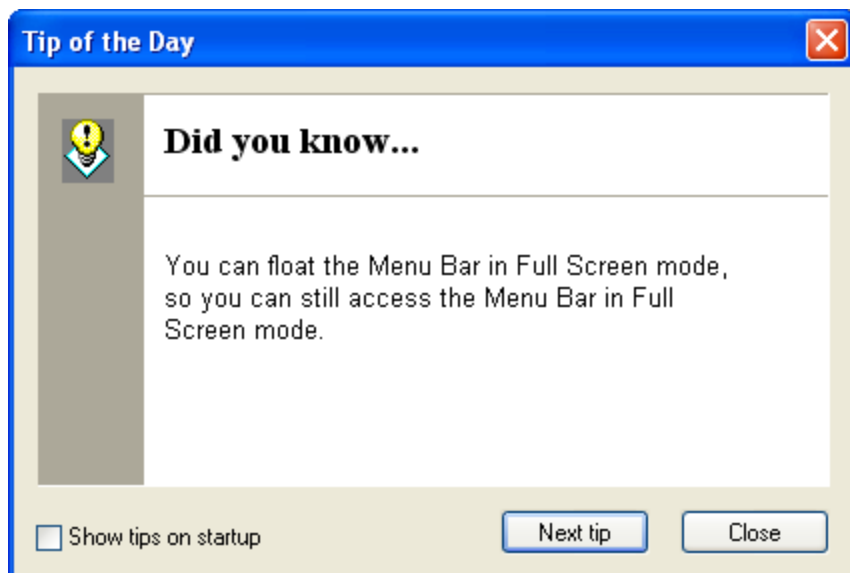 Tip of the Day
Did you know...
You can float the Menu Bar in Full Screen mode,
so you can still access the Menu Bar in Full
Screen mode.
Show tips on startup
Next tip
Close